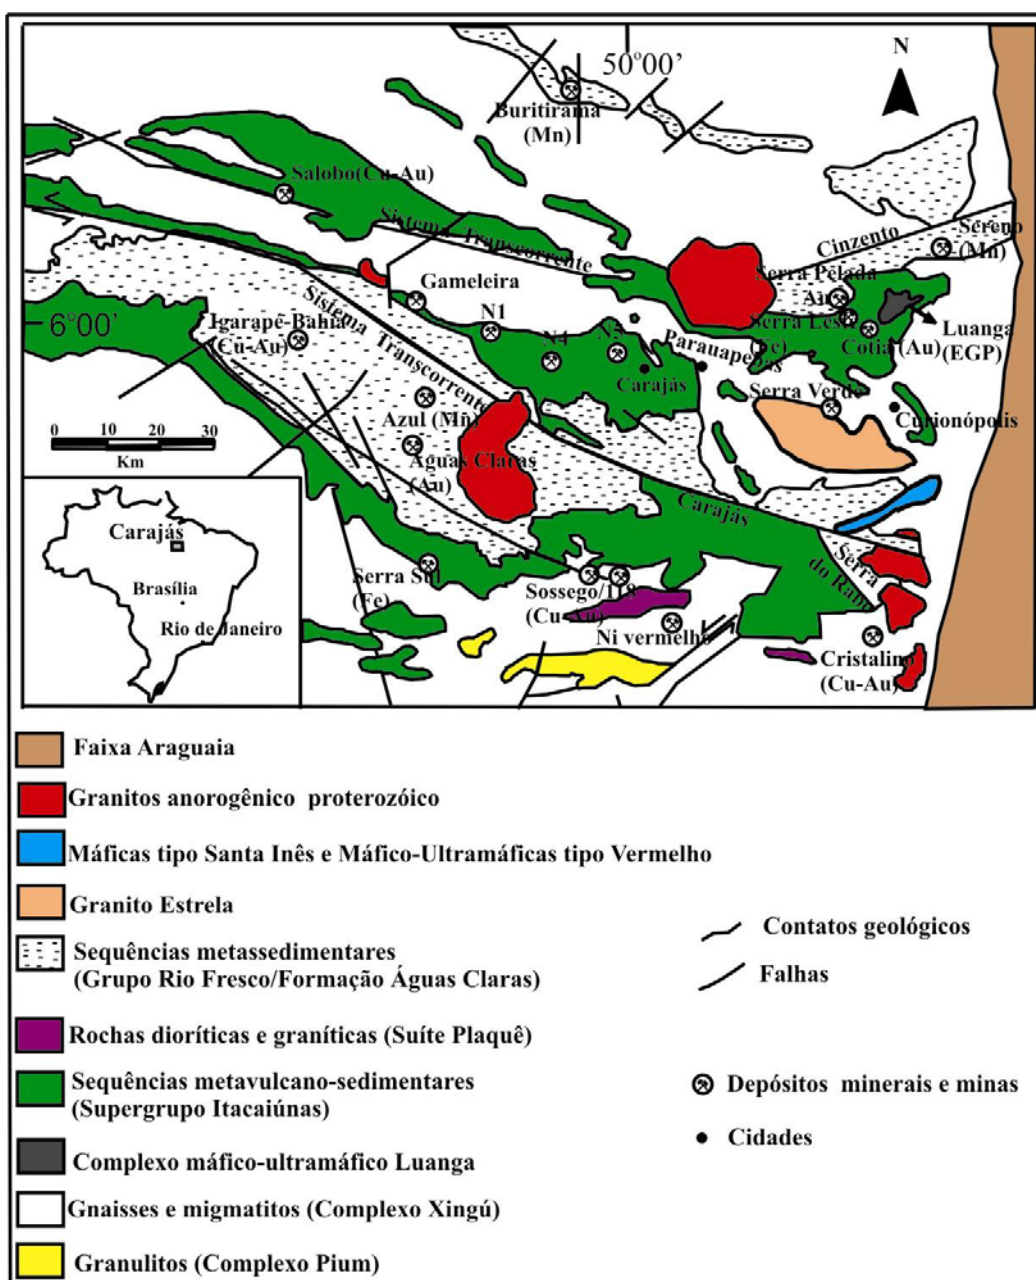 50°00’
N
Buritirama
(Mn)
Salobo(Cu-Au)
Sistema Transcorrente
Cinzento
Sereno
(Mn)
Gameleira
Serra Pelada
Au
Sistema Transcorrente
N1
6°00’
Igarapé-Bahia
(Cu-Au)
N4
N5
Parauapebas
Serra Leste
(Fe)
Cotia (Au)
Luanga
(EGP)
Carajás
Serra Verde
Curionópolis
Azul (Mn)
0 10 20 30
Km
Águas Claras
(Au)
Carajás
Carajás
Brasília
Rio de Janeiro
Serra Sul
(Fe)
Sossego/118
(Cu-Au)
Serra
do Rabo
Ni vermelho
Cristalino
(Cu-Au)
Faixa Araguaia
Granitos anorogênico proterozóico
Máficas tipo Santa Inês e Máfico-Ultramáficas tipo Vermelho
Granito Estrela
Sequências metassedimentares
(Grupo Rio Fresco/Formação Águas Claras)
Rochas dioríticas e graníticas (Suíte Plaquê)
Sequências metavulcano-sedimentares
(Supergrupo Itacaiúnas)
Complexo máfico-ultramáfico Luanga
Gnaisses e migmatitos (Complexo Xingú)
Granulitos (Complexo Pium)
Contatos geológicos
Falhas
Depósitos minerais e minas
Cidades